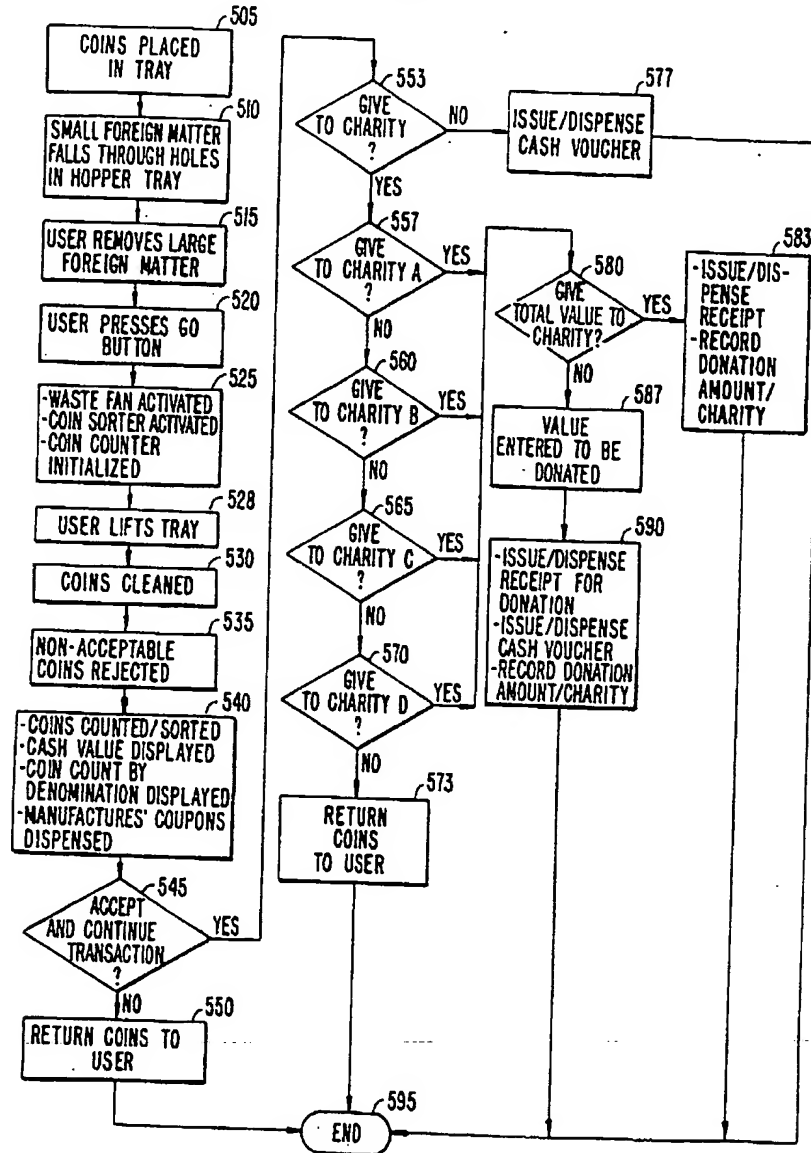 505
COINS PLACED
IN TRAY
510
SMALL FOREIGN MATTER
FALLS THROUGH HOLES
IN HOPPER TRAY
515
USER REMOVES LARGE
FOREIGN MATTER
520
USER PRESSES GO
BUTTON
525
-WASTE FAN ACTIVATED
-COIN SORTER ACTIVATED
-COIN COUNTER
INITIALIZED
528
USER LIFTS TRAY
530
COINS CLEANED
535
NON-ACCEPTABLE
COINS REJECTED
540
-COINS COUNTED/SORTED
-CASH VALUE DISPLAYED
-COIN COUNT BY
DENOMINATION DISPLAYED
-MANUFACTURES' COUPONS
DISPENSED
545
ACCEPT
AND CONTINUE
TRANSACTION
?
YES
NO
550
RETURN COINS TO
USER
553
GIVE
TO CHARITY
?
NO
YES
577
ISSUE/DISPENSE
CASH VOUCHER
557
GIVE
TO CHARITY A
?
YES
NO
560
GIVE
TO CHARITY B
?
YES
NO
565
GIVE
TO CHARITY C
?
YES
NO
570
GIVE
TO CHARITY D
?
YES
NO
573
RETURN
COINS
TO USER
580
GIVE
TOTAL VALUE TO
CHARITY?
YES
NO
583
-ISSUE/DIS-
PENSE
RECEIPT
-RECORD
DONATION
AMOUNT/
CHARITY
587
VALUE
ENTERED TO BE
DONATED
590
-ISSUE/DISPENSE
RECEIPT FOR
DONATION
-ISSUE/DISPENSE
CASH VOUCHER
-RECORD DONATION
AMOUNT/CHARITY
595
END